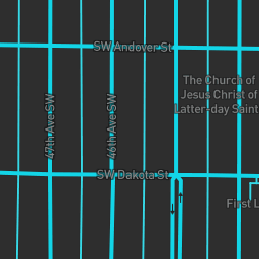 SW Andover St
The Church of
Jesus Christ of
Latter-day Saint
47th Ave SW
46th Ave SW
SW Dakota St
First L